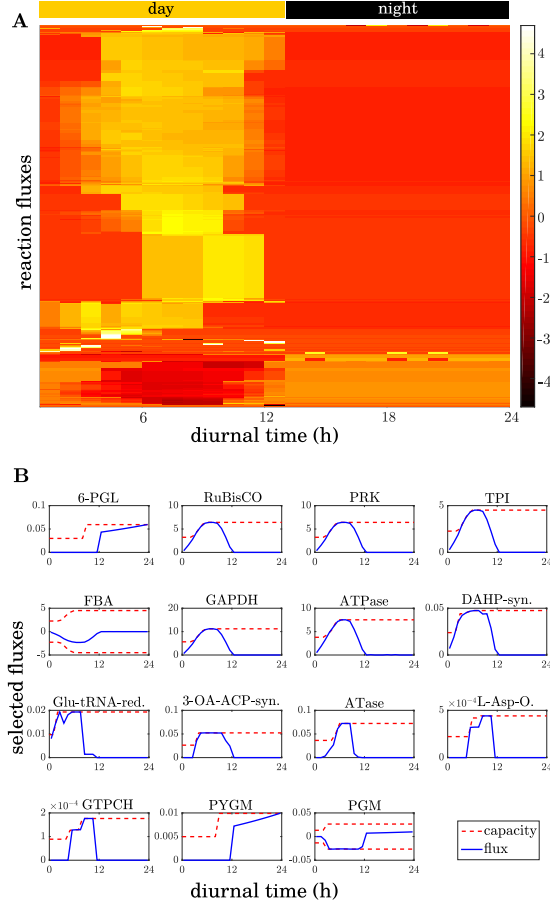 day night
A
reaction fluxes
4
3
2
1
0
-1
-2
-3
-4
6 12 18 24
diurnal time (h)
B
selected fluxes
6-PGL RuBisCO PRK TPI
0.1
0.05
0
0 12 24
10
5
0
0 12 24
10
5
0
0 12 24
5
0
0 12 24
FBA GAPDH ATPase DAHP-syn.
5
0
-5
0 12 24
20
10
0
0 12 24
10
5
0
0 12 24
0.05
0
0 12 24
Glu-tRNA-red. 3-OA-ACP-syn. ATase ×10⁻⁴ L-Asp-O.
0.02
0.01
0
0 12 24
0.1
0.05
0
0 12 24
0.1
0.05
0
0 12 24
5
0
0 12 24
×10⁻⁴ GTPCH PYGM PGM
2
1
0
0 12 24
0.01
0.005
0
0 12 24
0.05
0
-0.05
0 12 24
capacity
flux
diurnal time (h)